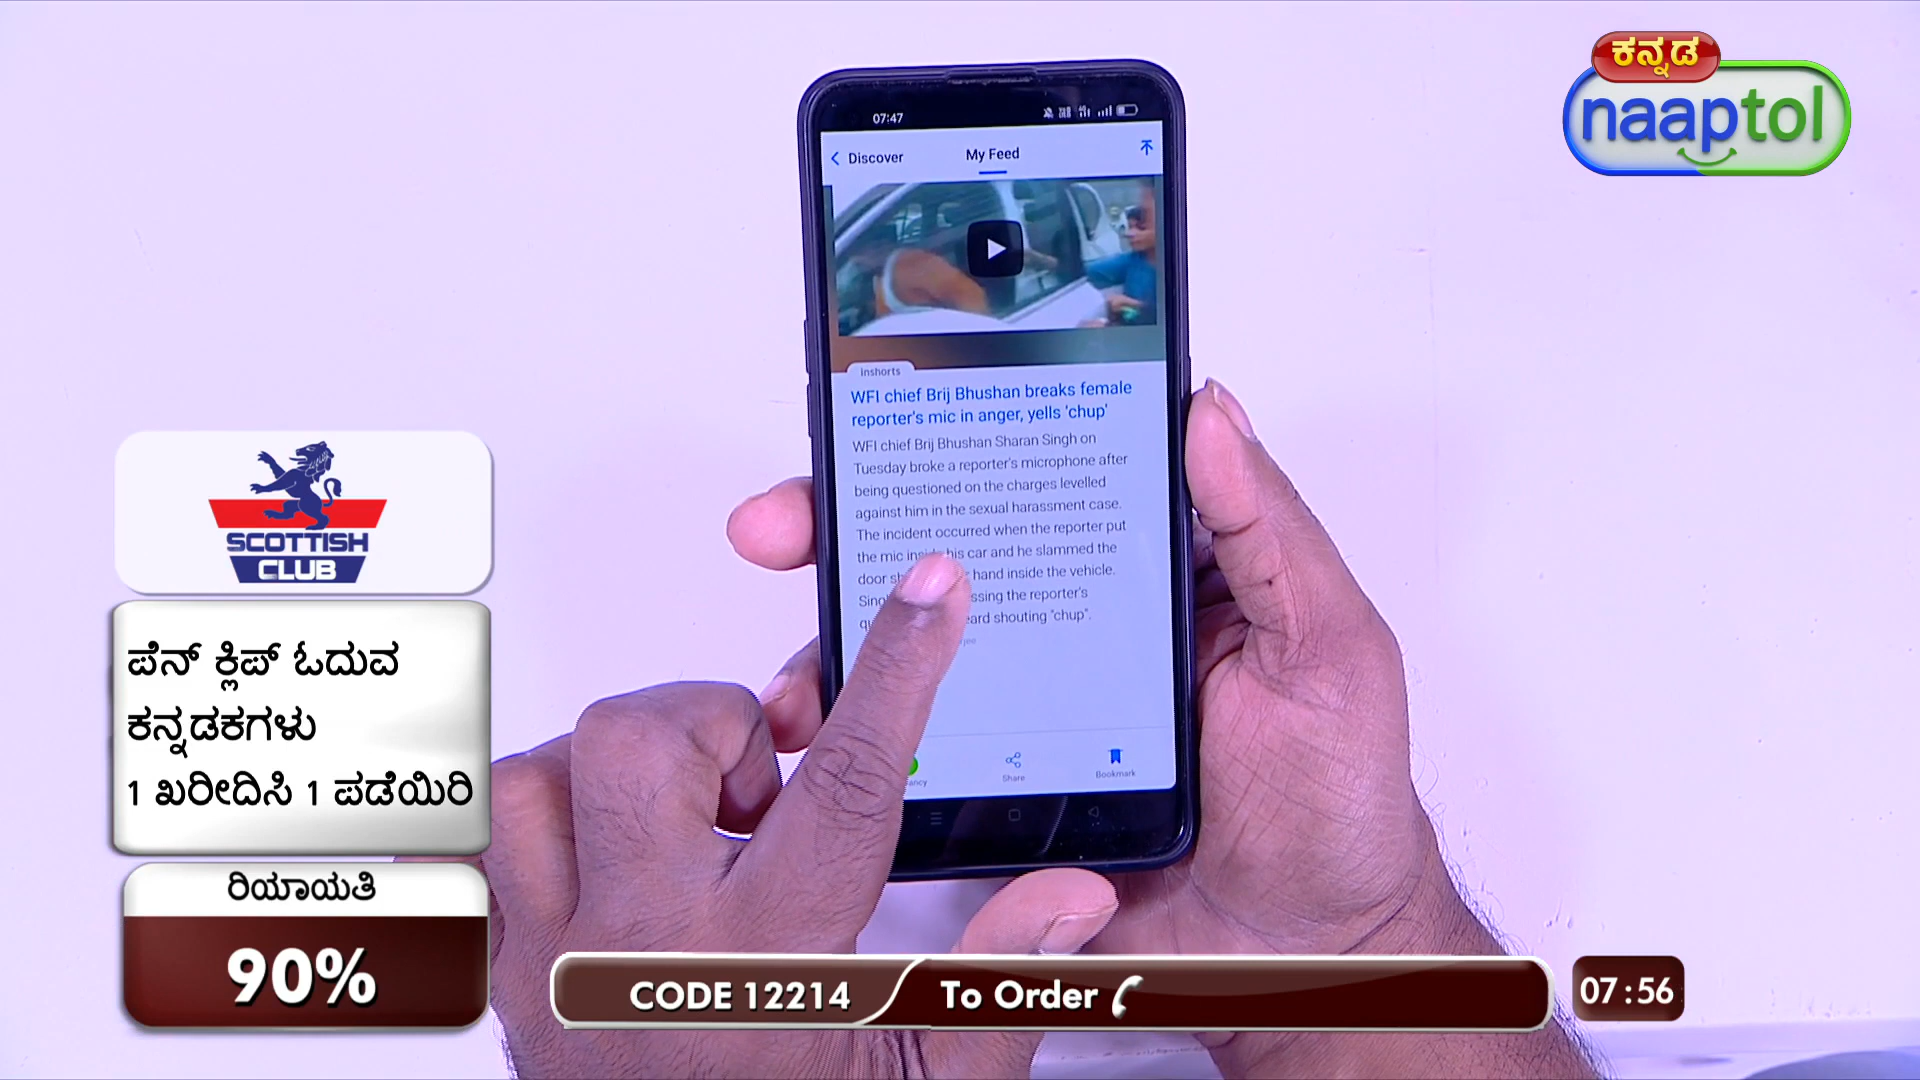 ಕನ್ನಡ
naaptol
07:47
Discover
My Feed
Inshorts
WFI chief Brij Bhushan breaks female
reporter's mic in anger, yells 'chup'
WFI chief Brij Bhushan Sharan Singh on
Tuesday broke a reporter's microphone after
being questioned on the charges levelled
against him in the sexual harassment case.
The incident occurred when the reporter put
the mic inside his car and he slammed the
door hand inside the vehicle.
the reporter's
shouting "chup".
Share
Bookmark
SCOTTISH
CLUB
ಪೆನ್ ಕ್ಲಿಪ್ ಓದುವ
ಕನ್ನಡಕಗಳು
1 ಖರೀದಿಸಿ 1 ಪಡೆಯಿರಿ
ರಿಯಾಯತಿ
90%
CODE 12214
To Order
07:56